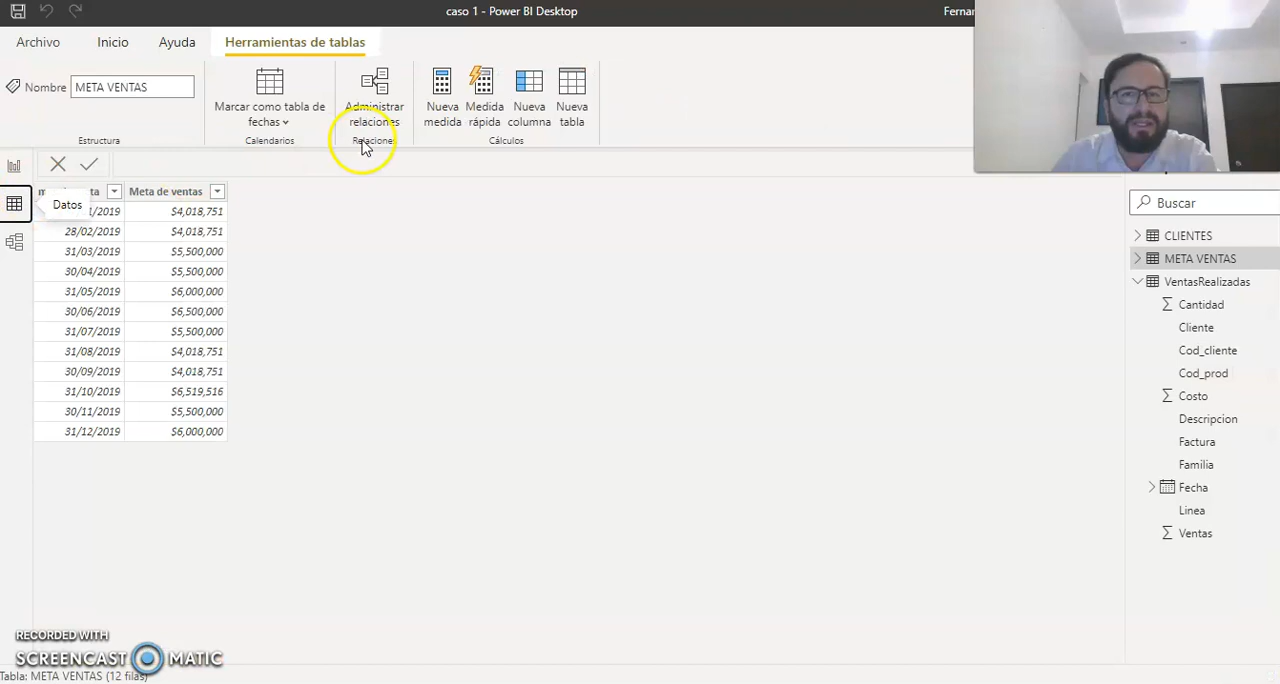 caso 1 - Power BI Desktop
Archivo
Inicio
Ayuda
Herramientas de tablas
Nombre
META VENTAS
Marcar como tabla de
fechas
Administrar
relaciones
Nueva
medida
Medida
rápida
Nueva
columna
Nueva
tabla
Estructura
Calendarios
Relaciones
Cálculos
Datos
Meta de ventas
1/2019 $4,018,751
28/02/2019 $4,018,751
31/03/2019 $5,500,000
30/04/2019 $5,500,000
31/05/2019 $6,000,000
30/06/2019 $6,500,000
31/07/2019 $5,500,000
31/08/2019 $4,018,751
30/09/2019 $4,018,751
31/10/2019 $6,519,516
30/11/2019 $5,500,000
31/12/2019 $6,000,000
Buscar
CLIENTES
META VENTAS
VentasRealizadas
Cantidad
Cliente
Cod_cliente
Cod_prod
Costo
Descripcion
Factura
Familia
Fecha
Linea
Ventas
RECORDED WITH
SCREENCAST MATIC
Tabla: META VENTAS (12 filas)